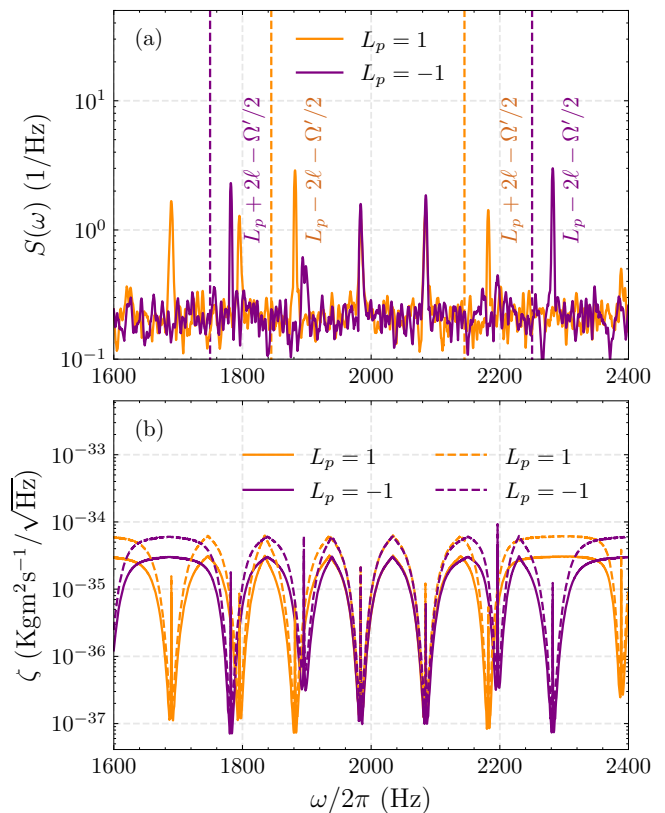 (a)
L_p = 1
L_p = −1
L_p + 2ℓ − Ω′/2
L_p − 2ℓ − Ω′/2
L_p + 2ℓ − Ω′/2
L_p − 2ℓ − Ω′/2
S(ω) (1/Hz)
10^1
10^0
10^−1
1600 1800 2000 2200 2400
(b)
L_p = 1 L_p = 1
L_p = −1 L_p = −1
ζ (Kgm^2s^−1/√Hz)
10^−33
10^−34
10^−35
10^−36
10^−37
1600 1800 2000 2200 2400
ω/2π (Hz)